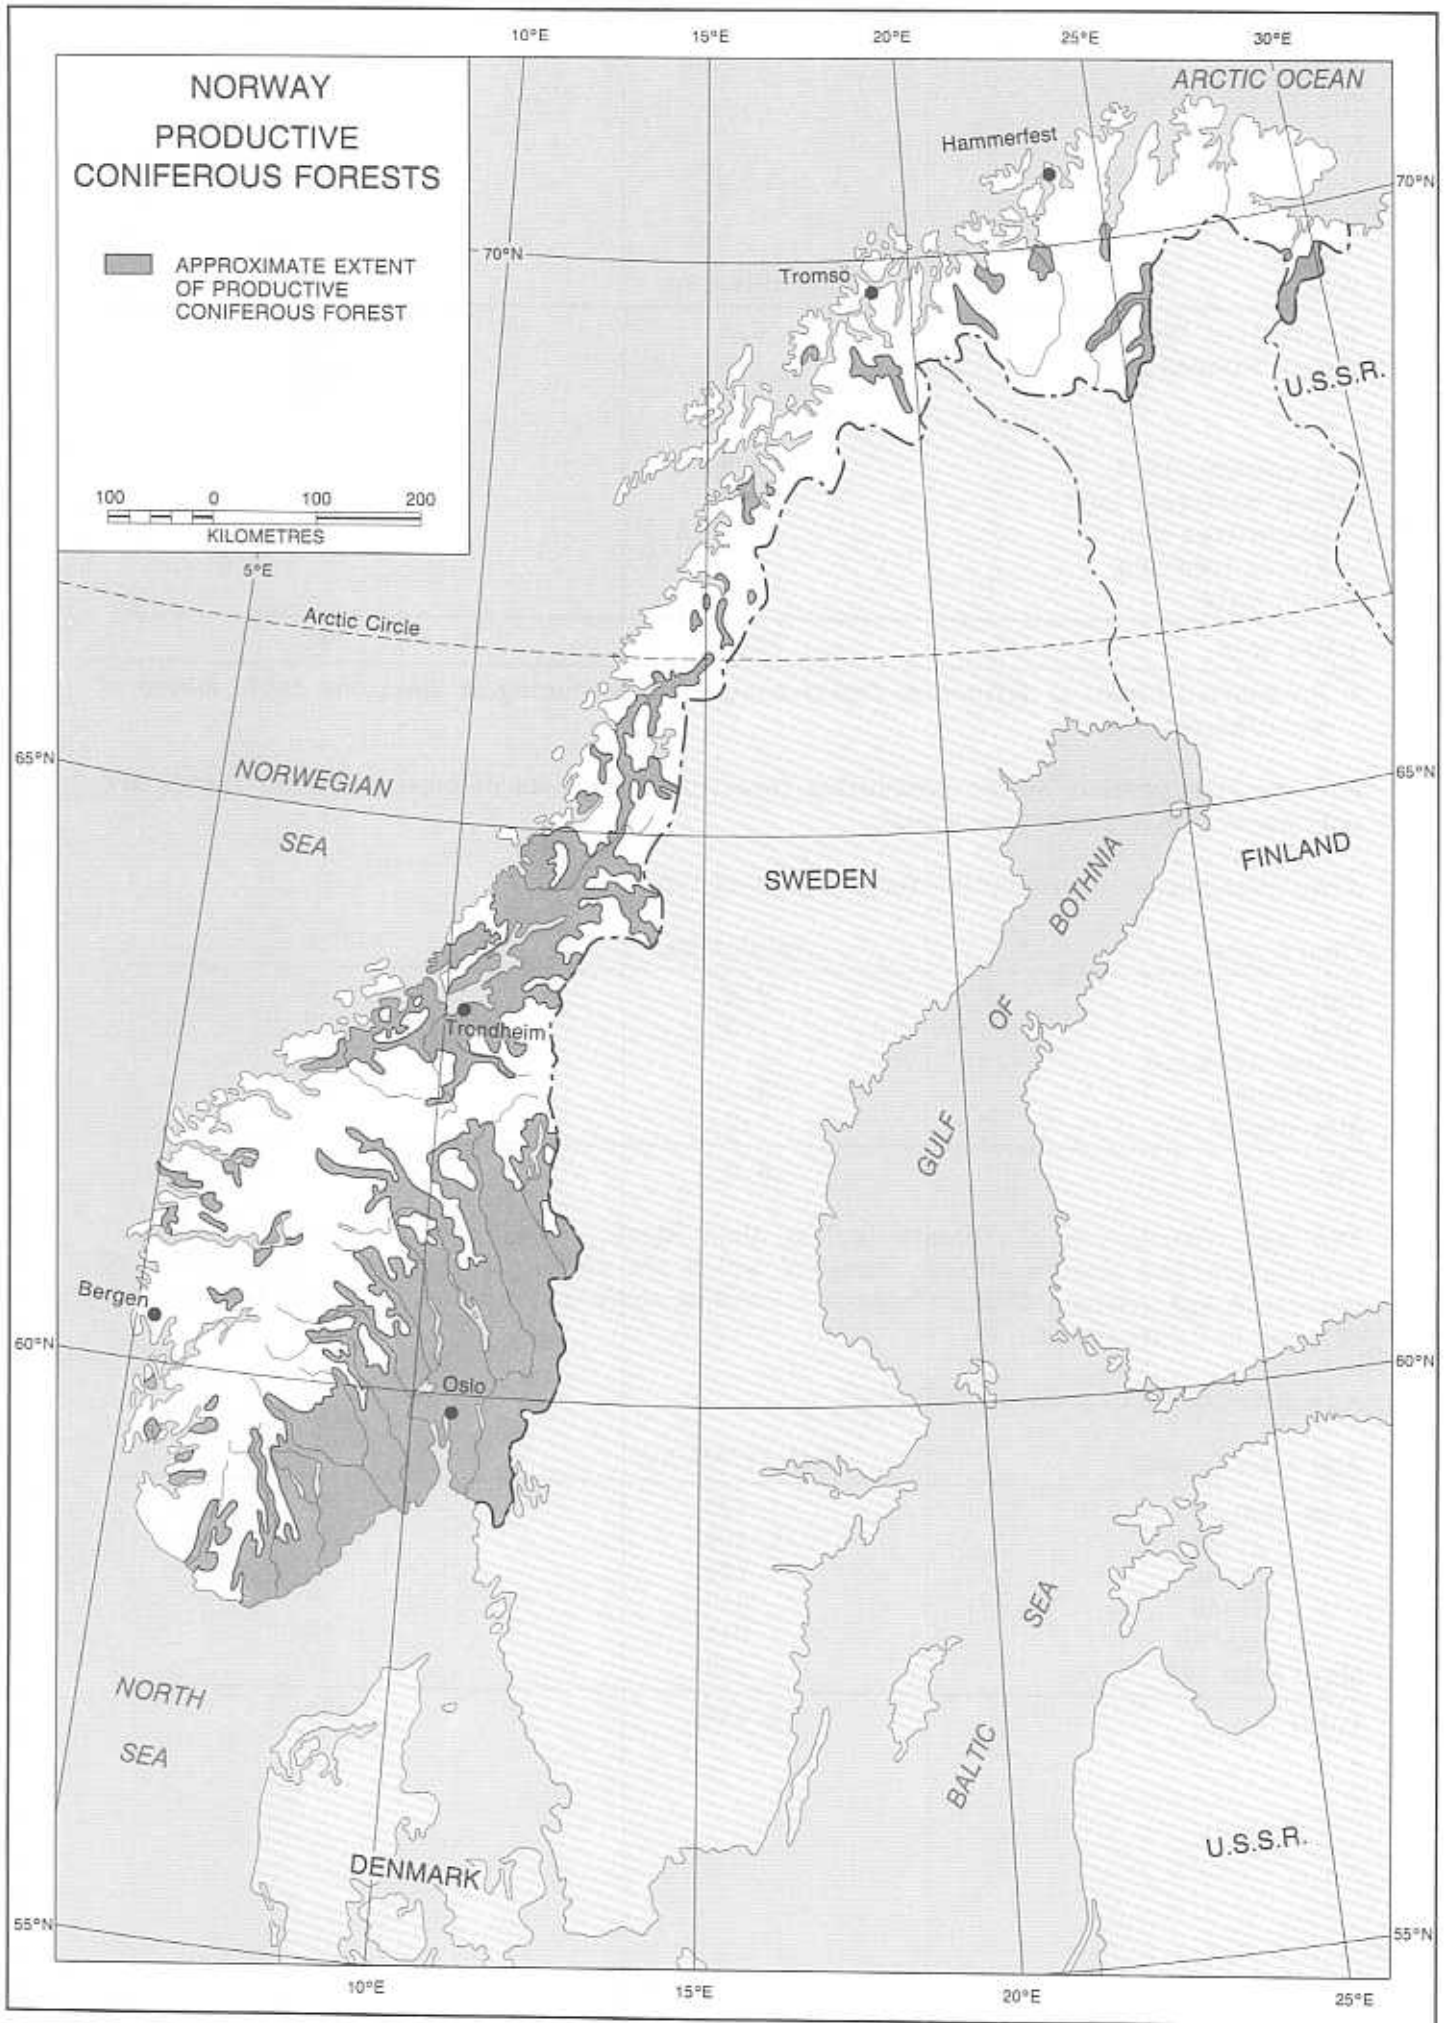 10°E 15°E 20°E 25°E 30°E
NORWAY
PRODUCTIVE
CONIFEROUS FORESTS
APPROXIMATE EXTENT
OF PRODUCTIVE
CONIFEROUS FOREST
100 0 100 200
KILOMETRES
ARCTIC OCEAN
Hammerfest
70°N
70°N
Tromso
U.S.S.R.
5°E
Arctic Circle
65°N
NORWEGIAN
SEA
65°N
SWEDEN
FINLAND
GULF OF BOTHNIA
Trondheim
Bergen
60°N
Oslo
60°N
NORTH
SEA
BALTIC SEA
DENMARK
U.S.S.R.
55°N
55°N
10°E 15°E 20°E 25°E